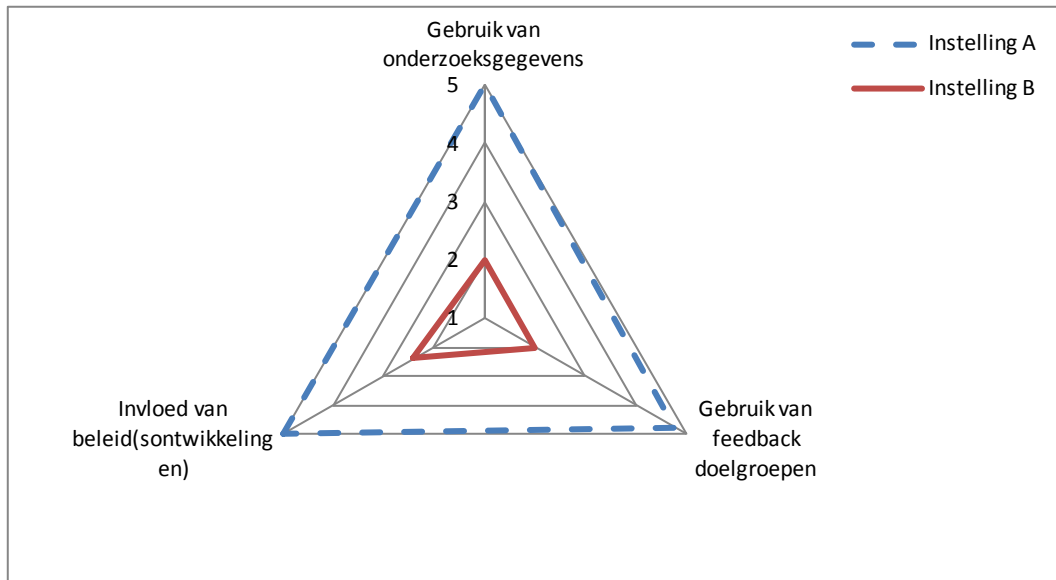 Gebruik van
onderzoeksgegevens
Instelling A
Instelling B
5
4
3
2
1
Invloed van
beleid(sontwikkeling
en)
Gebruik van
feedback
doelgroepen